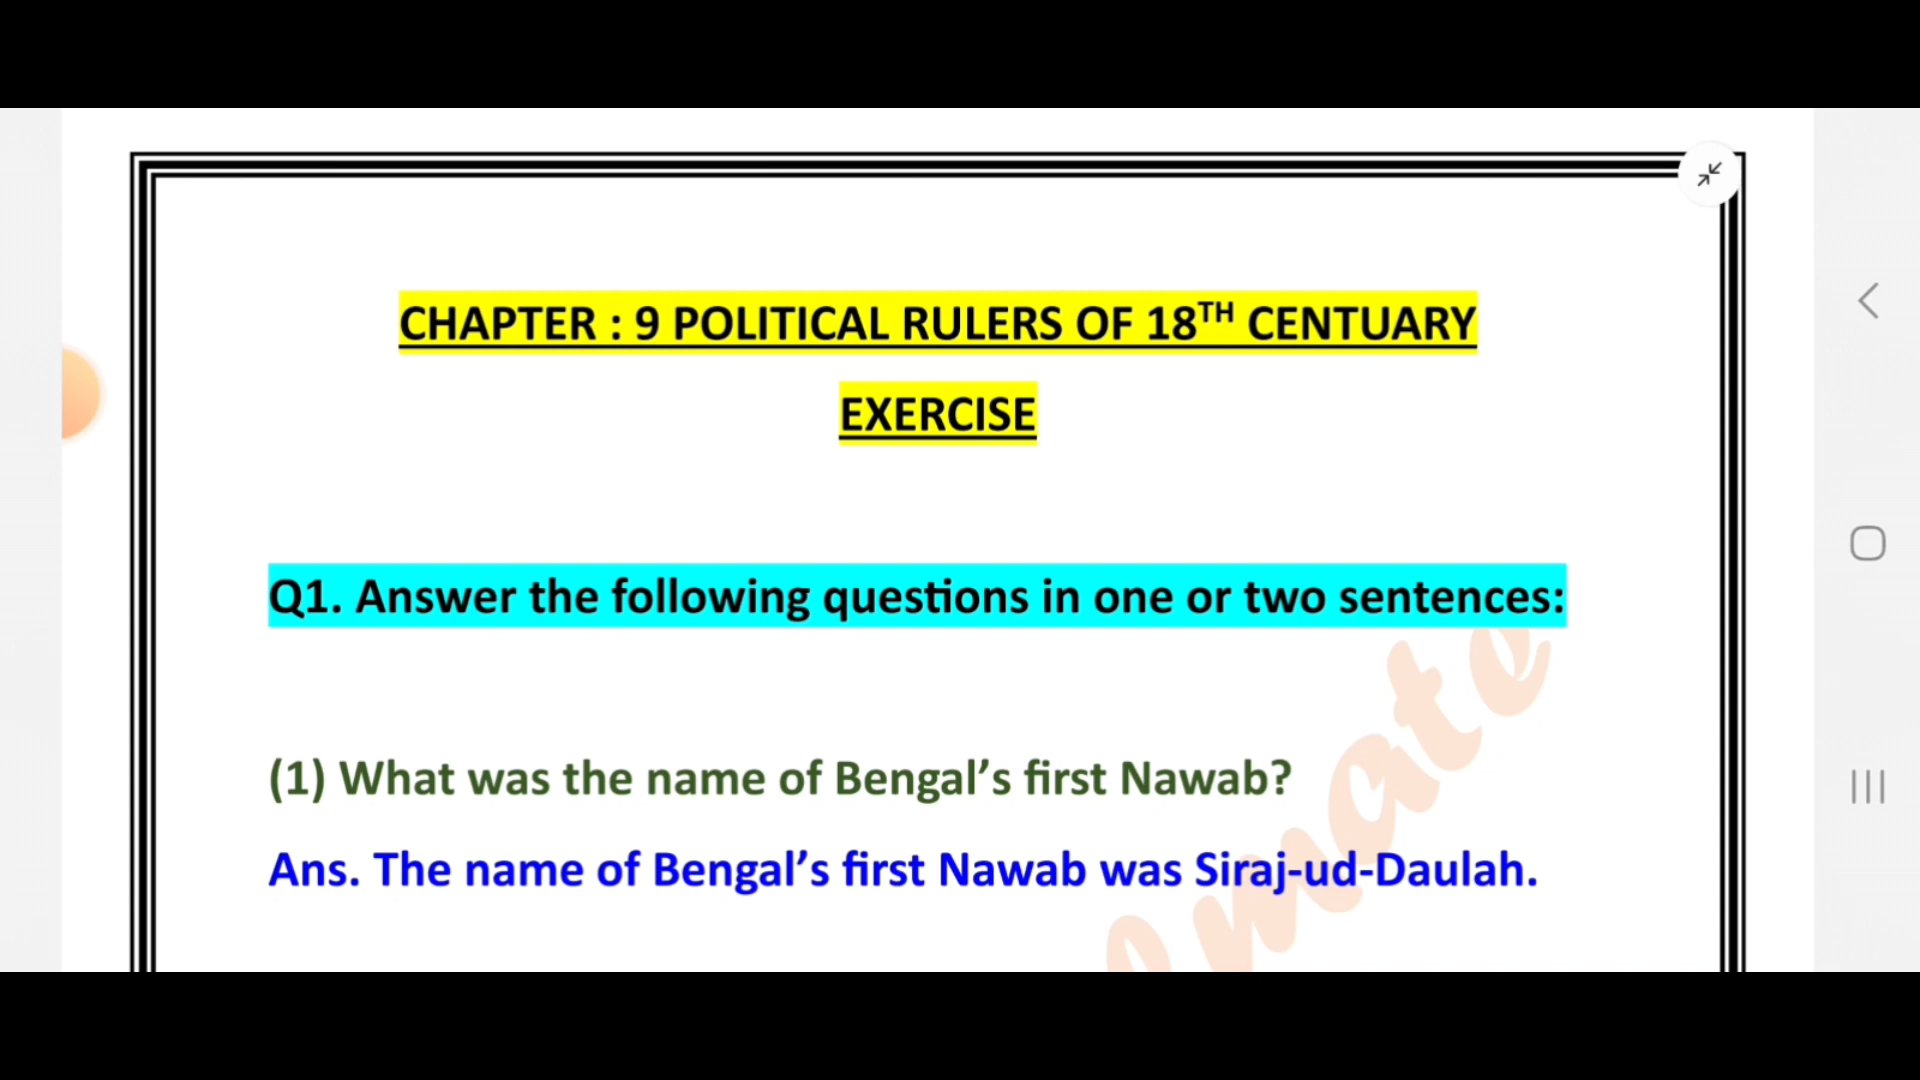 CHAPTER : 9 POLITICAL RULERS OF 18TH CENTUARY
EXERCISE
Q1. Answer the following questions in one or two sentences:
(1) What was the name of Bengal’s first Nawab?
Ans. The name of Bengal’s first Nawab was Siraj-ud-Daulah.